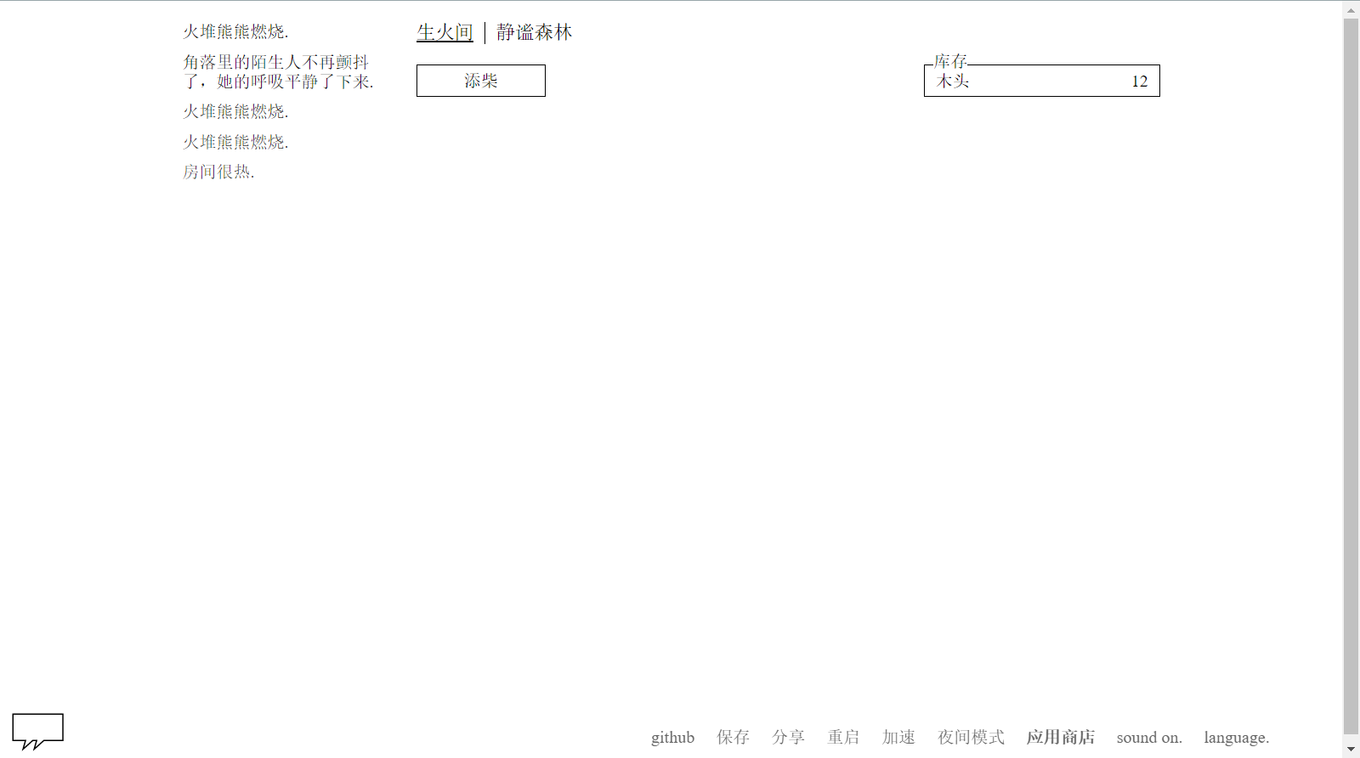 火堆熊熊燃烧.
角落里的陌生人不再颤抖
了，她的呼吸平静了下来.
火堆熊熊燃烧.
火堆熊熊燃烧.
房间很热.
生火间 | 静谧森林
添柴
库存
木头 12
github 保存 分享 重启 加速 夜间模式 应用商店 sound on. language.